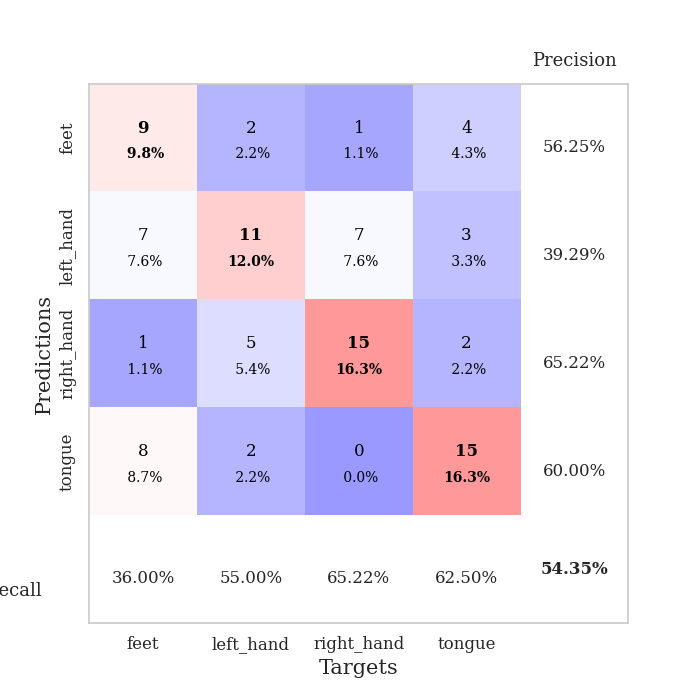 Precision
feet
9 2 1 4
9.8% 2.2% 1.1% 4.3%
56.25%
left_hand
7 11 7 3
7.6% 12.0% 7.6% 3.3%
39.29%
Predictions
right_hand
1 5 15 2
1.1% 5.4% 16.3% 2.2%
65.22%
tongue
8 2 0 15
8.7% 2.2% 0.0% 16.3%
60.00%
ecall
36.00% 55.00% 65.22% 62.50%
54.35%
feet left_hand right_hand tongue
Targets